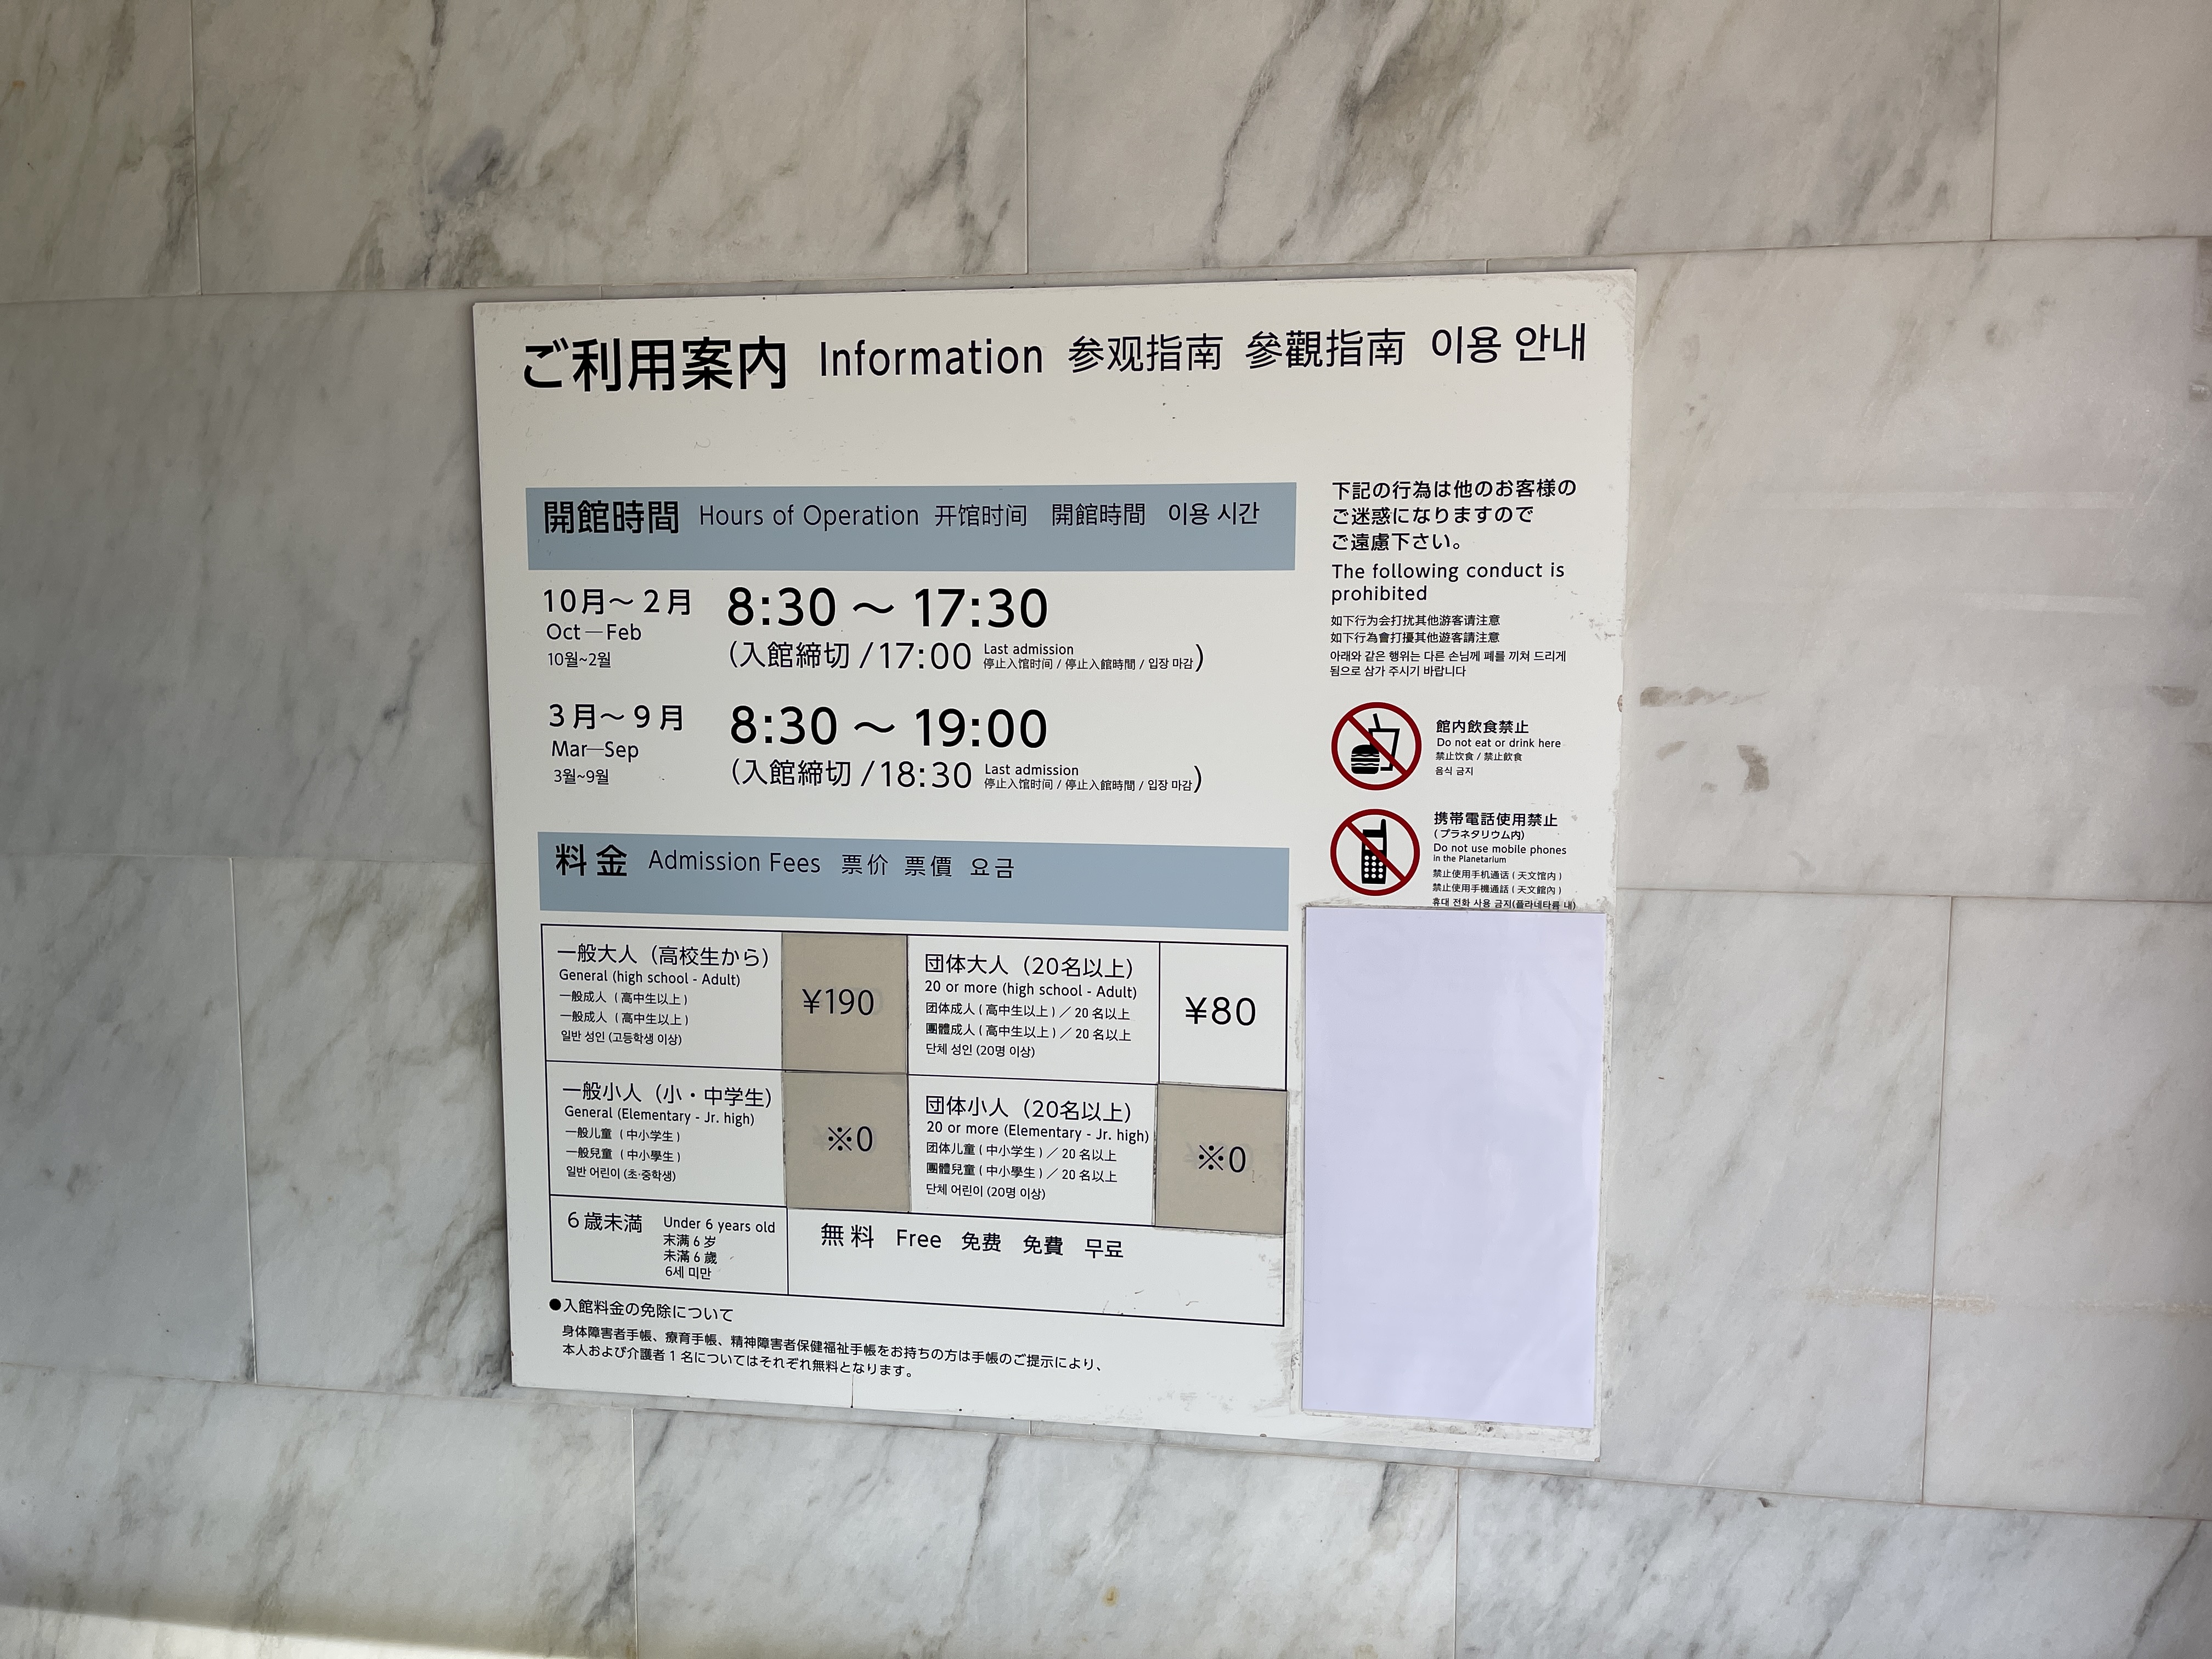 ご利用案内 Information 参观指南 參觀指南 이용 안내
開館時間 Hours of Operation 开馆时间 開館時間 이용 시간
10月～2月 8:30 ～ 17:30
Oct—Feb
10월~2월
(入館締切 / 17:00 Last admission
停止入馆时间 / 停止入館時間 / 입장 마감)
3月～9月 8:30 ～ 19:00
Mar—Sep
3월~9월
(入館締切 / 18:30 Last admission
停止入馆时间 / 停止入館時間 / 입장 마감)
料金 Admission Fees 票价 票價 요금
一般大人（高校生から）
General (high school - Adult)
一般成人 ( 高中生以上 )
一般成人 ( 高中生以上 )
일반 성인 (고등학생 이상)
¥190
団体大人（20名以上）
20 or more (high school - Adult)
团体成人 ( 高中生以上 ) ／ 20 名以上
團體成人 ( 高中生以上 ) ／ 20 名以上
단체 성인 (20명 이상)
¥80
一般小人（小・中学生）
General (Elementary - Jr. high)
一般儿童 ( 中小学生 )
一般兒童 ( 中小學生 )
일반 어린이 (초·중학생)
※0
団体小人（20名以上）
20 or more (Elementary - Jr. high)
团体儿童 ( 中小学生 ) ／ 20 名以上
團體兒童 ( 中小學生 ) ／ 20 名以上
단체 어린이 (20명 이상)
※0
6歳未満 Under 6 years old
末满 6 岁
未滿 6 歲
6세 미만
無料 Free 免费 免費 무료
●入館料金の免除について
身体障害者手帳、療育手帳、精神障害者保健福祉手帳をお持ちの方は手帳のご提示により、
本人および介護者 1 名についてはそれぞれ無料となります。
下記の行為は他のお客様の
ご迷惑になりますので
ご遠慮下さい。
The following conduct is
prohibited
如下行为会打扰其他游客请注意
如下行為會打擾其他遊客請注意
아래와 같은 행위는 다른 손님께 폐를 끼쳐 드리게
됨으로 삼가 주시기 바랍니다
館内飲食禁止
Do not eat or drink here
禁止饮食 / 禁止飲食
음식 금지
携帯電話使用禁止
（プラネタリウム内）
Do not use mobile phones
in the Planetarium
禁止使用手机通话 ( 天文馆内 )
禁止使用手機通話 ( 天文館內 )
휴대 전화 사용 금지(플라네타륨 내)